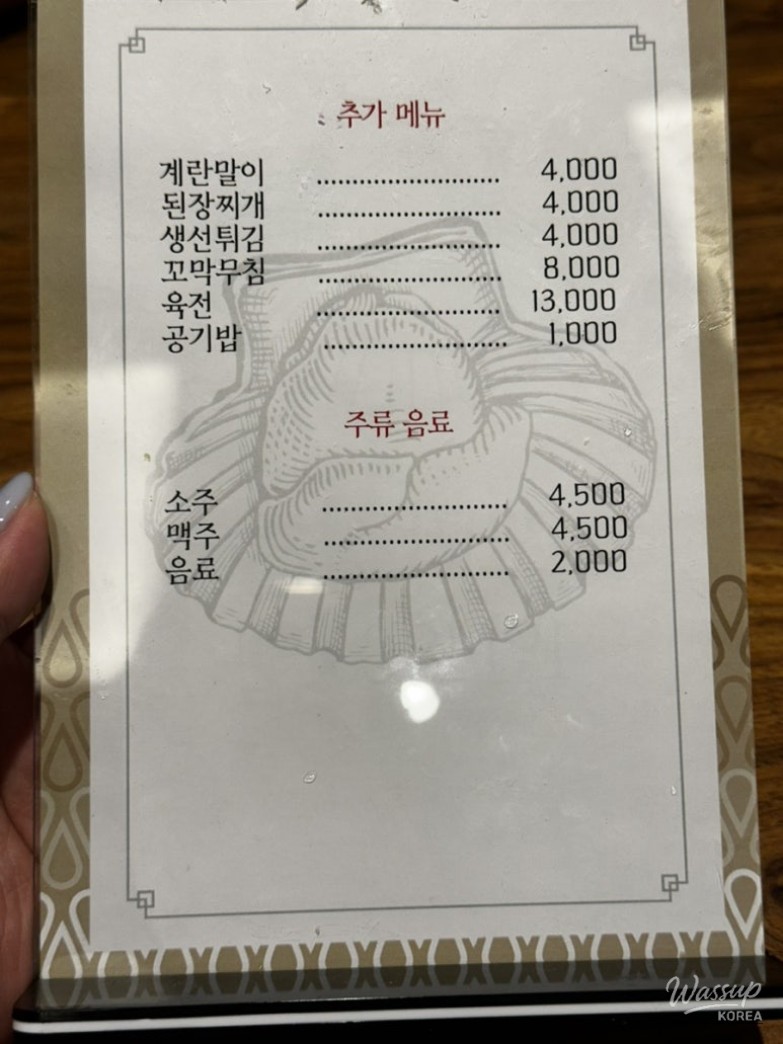 추가 메뉴
계란말이 .......................... 4,000
된장찌개 .......................... 4,000
생선튀김 .......................... 4,000
꼬막무침 .......................... 8,000
육전 .......................... 13,000
공기밥 .......................... 1,000
주류 음료
소주 .......................... 4,500
맥주 .......................... 4,500
음료 .......................... 2,000
Wassup
KOREA